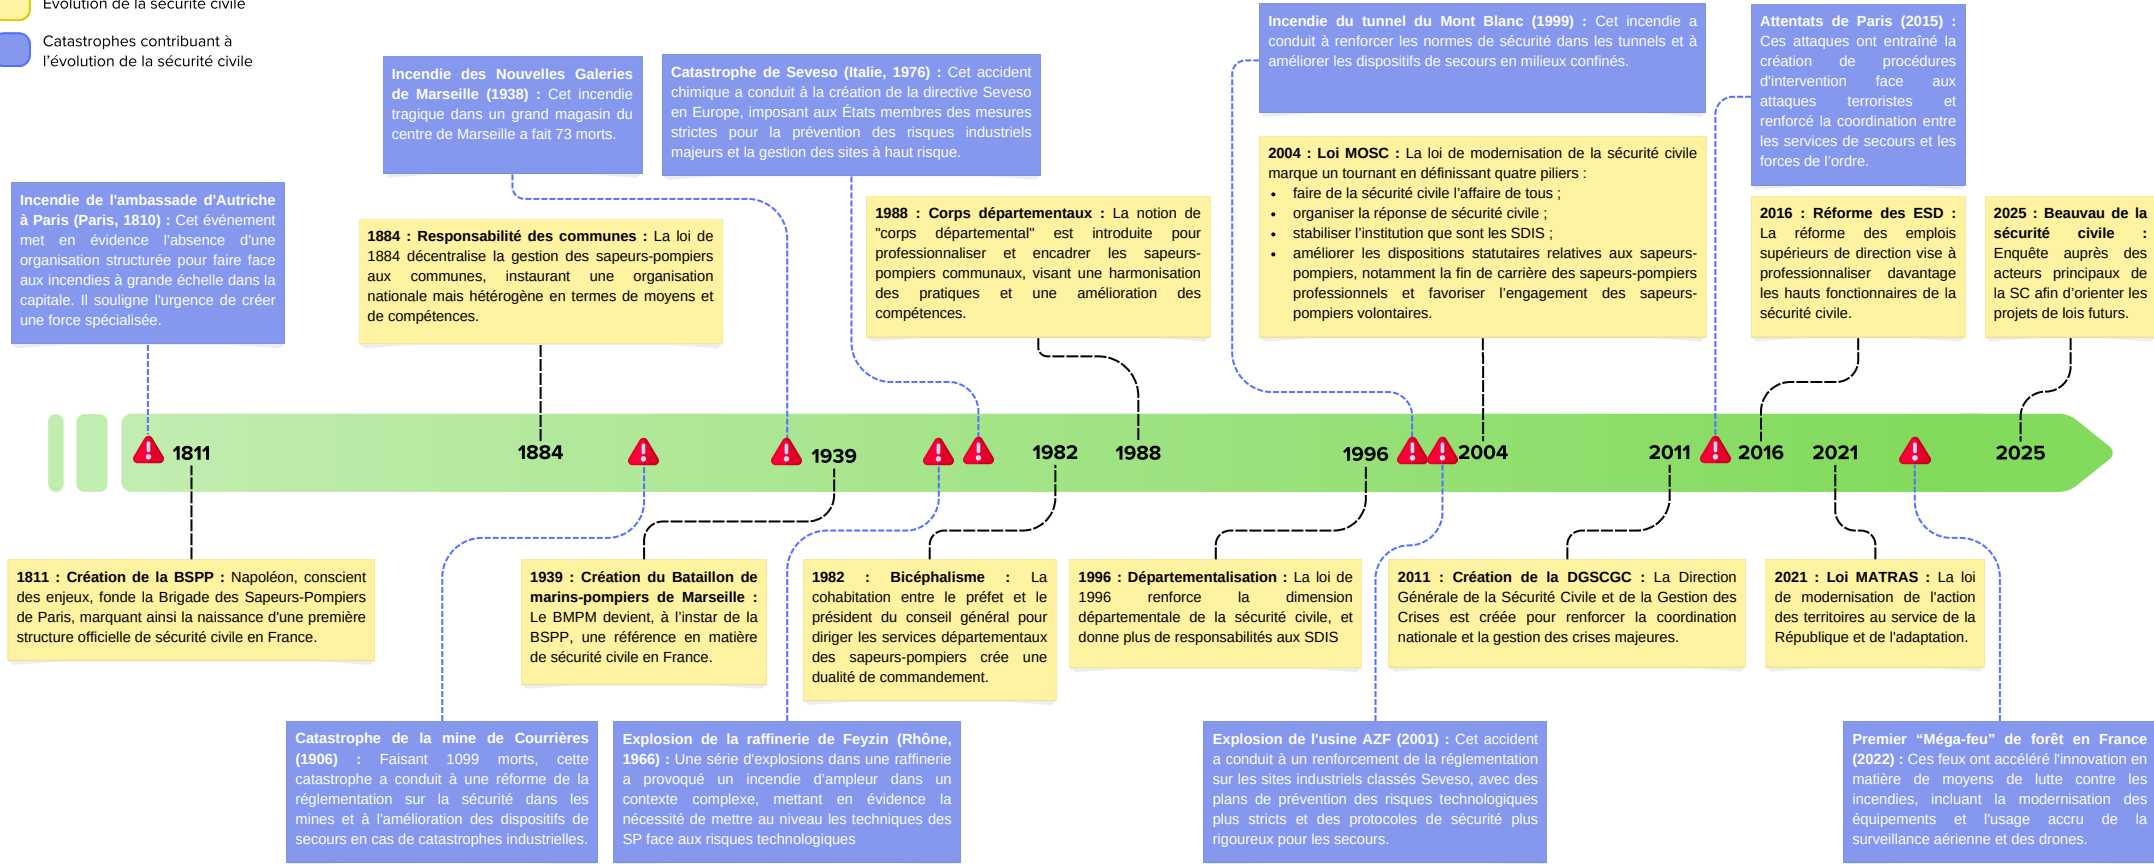 Évolution de la sécurité civile
Catastrophes contribuant à
l'évolution de la sécurité civile
Incendie de l'ambassade d'Autriche
à Paris (Paris, 1810) : Cet événement
met en évidence l'absence d'une
organisation structurée pour faire face
aux incendies à grande échelle dans la
capitale. Il souligne l'urgence de créer
une force spécialisée.
Incendie des Nouvelles Galeries
de Marseille (1938) : Cet incendie
tragique dans un grand magasin du
centre de Marseille a fait 73 morts.
Catastrophe de Seveso (Italie, 1976) : Cet accident
chimique a conduit à la création de la directive Seveso
en Europe, imposant aux États membres des mesures
strictes pour la prévention des risques industriels
majeurs et la gestion des sites à haut risque.
Incendie du tunnel du Mont Blanc (1999) : Cet incendie a
conduit à renforcer les normes de sécurité dans les tunnels et à
améliorer les dispositifs de secours en milieux confinés.
Attentats de Paris (2015) :
Ces attaques ont entraîné la
création de procédures
d'intervention face aux
attaques terroristes et
renforcé la coordination entre
les services de secours et les
forces de l'ordre.
1884 : Responsabilité des communes : La loi de
1884 décentralise la gestion des sapeurs-pompiers
aux communes, instaurant une organisation
nationale mais hétérogène en termes de moyens et
de compétences.
1988 : Corps départementaux : La notion de
"corps départemental" est introduite pour
professionnaliser et encadrer les sapeurs-
pompiers communaux, visant une harmonisation
des pratiques et une amélioration des
compétences.
2004 : Loi MOSC : La loi de modernisation de la sécurité civile
marque un tournant en définissant quatre piliers :
• faire de la sécurité civile l'affaire de tous ;
• organiser la réponse de sécurité civile ;
• stabiliser l'institution que sont les SDIS ;
• améliorer les dispositions statutaires relatives aux sapeurs-
pompiers, notamment la fin de carrière des sapeurs-pompiers
professionnels et favoriser l'engagement des sapeurs-
pompiers volontaires.
2016 : Réforme des ESD :
La réforme des emplois
supérieurs de direction vise à
professionnaliser davantage
les hauts fonctionnaires de la
sécurité civile.
2025 : Beauvau de la
sécurité civile :
Enquête auprès des
acteurs principaux de
la SC afin d'orienter les
projets de lois futurs.
1811
1884
1939
1982
1988
1996
2004
2011
2016
2021
2025
1811 : Création de la BSPP : Napoléon, conscient
des enjeux, fonde la Brigade des Sapeurs-Pompiers
de Paris, marquant ainsi la naissance d'une première
structure officielle de sécurité civile en France.
1939 : Création du Bataillon de
marins-pompiers de Marseille :
Le BMPM devient, à l'instar de la
BSPP, une référence en matière
de sécurité civile en France.
1982 : Bicéphalisme : La
cohabitation entre le préfet et le
président du conseil général pour
diriger les services départementaux
des sapeurs-pompiers crée une
dualité de commandement.
1996 : Départementalisation : La loi de
1996 renforce la dimension
départementale de la sécurité civile, et
donne plus de responsabilités aux SDIS
2011 : Création de la DGSCGC : La Direction
Générale de la Sécurité Civile et de la Gestion des
Crises est créée pour renforcer la coordination
nationale et la gestion des crises majeures.
2021 : Loi MATRAS : La loi
de modernisation de l'action
des territoires au service de la
République et de l'adaptation.
Catastrophe de la mine de Courrières
(1906) : Faisant 1099 morts, cette
catastrophe a conduit à une réforme de la
réglementation sur la sécurité dans les
mines et à l'amélioration des dispositifs de
secours en cas de catastrophes industrielles.
Explosion de la raffinerie de Feyzin (Rhône,
1966) : Une série d'explosions dans une raffinerie
a provoqué un incendie d'ampleur dans un
contexte complexe, mettant en évidence la
nécessité de mettre au niveau les techniques des
SP face aux risques technologiques
Explosion de l'usine AZF (2001) : Cet accident
a conduit à un renforcement de la réglementation
sur les sites industriels classés Seveso, avec des
plans de prévention des risques technologiques
plus stricts et des protocoles de sécurité plus
rigoureux pour les secours.
Premier “Méga-feu” de forêt en France
(2022) : Ces feux ont accéléré l'innovation en
matière de moyens de lutte contre les
incendies, incluant la modernisation des
équipements et l'usage accru de la
surveillance aérienne et des drones.